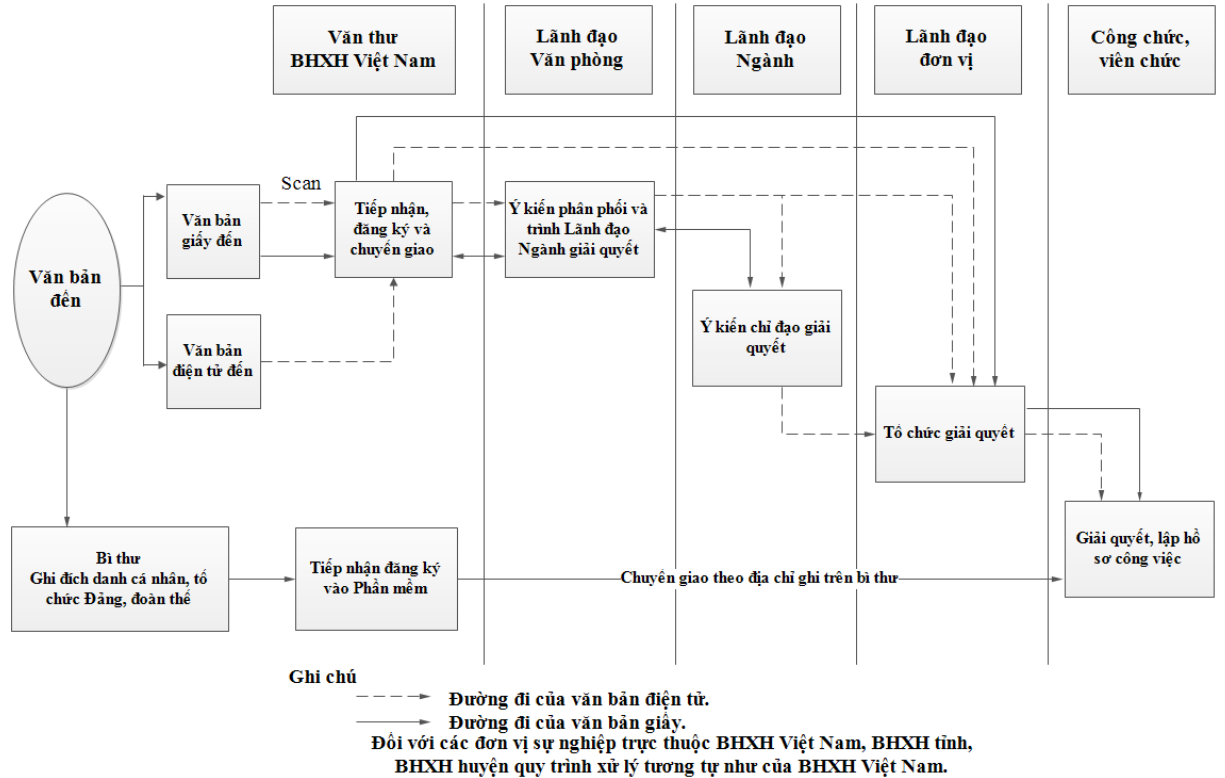 Văn thư
BHXH Việt Nam
Lãnh đạo
Văn phòng
Lãnh đạo
Ngành
Lãnh đạo
đơn vị
Công chức,
viên chức
Văn bản
đến
Văn bản
giấy đến
Scan
Tiếp nhận,
đăng ký và
chuyển giao
Ý kiến phân phối và
trình Lãnh đạo
Ngành giải quyết
Văn bản
điện tử đến
Ý kiến chỉ đạo giải
quyết
Tổ chức giải quyết
Bì thư
Ghi đích danh cá nhân, tổ
chức Đảng, đoàn thể
Tiếp nhận đăng ký
vào Phần mềm
Chuyển giao theo địa chỉ ghi trên bì thư
Giải quyết, lập hồ
sơ công việc
Ghi chú
Đường đi của văn bản điện tử.
Đường đi của văn bản giấy.
Đối với các đơn vị sự nghiệp trực thuộc BHXH Việt Nam, BHXH tỉnh,
BHXH huyện quy trình xử lý tương tự như của BHXH Việt Nam.